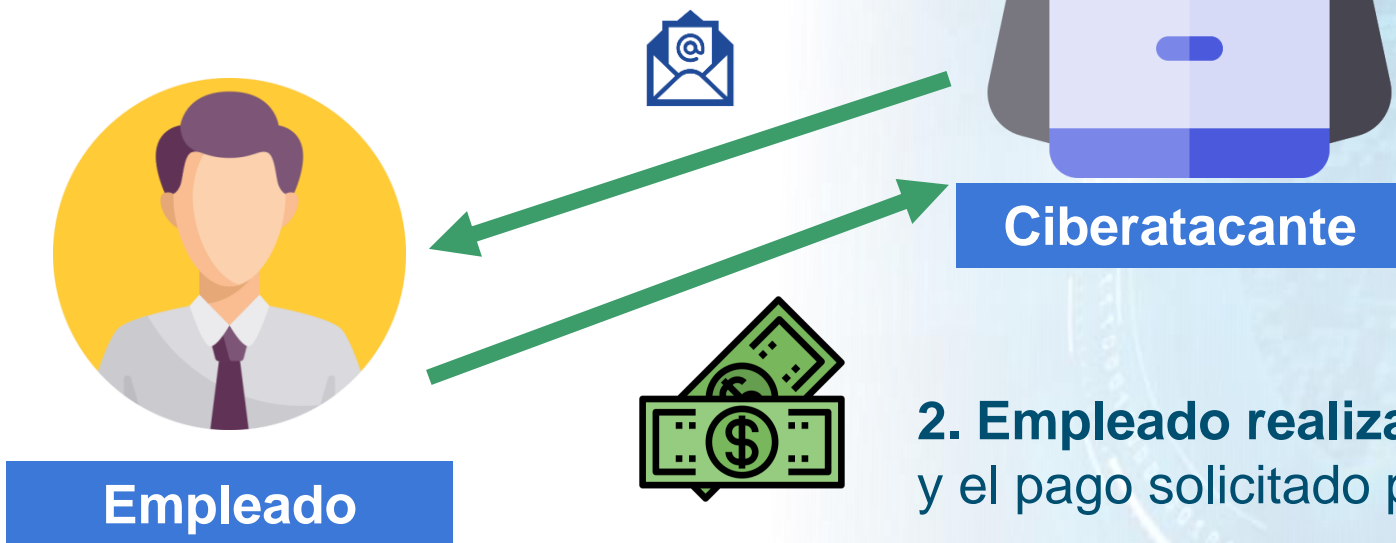 @
Ciberatacante
$
2. Empleado realiza
y el pago solicitado p
Empleado